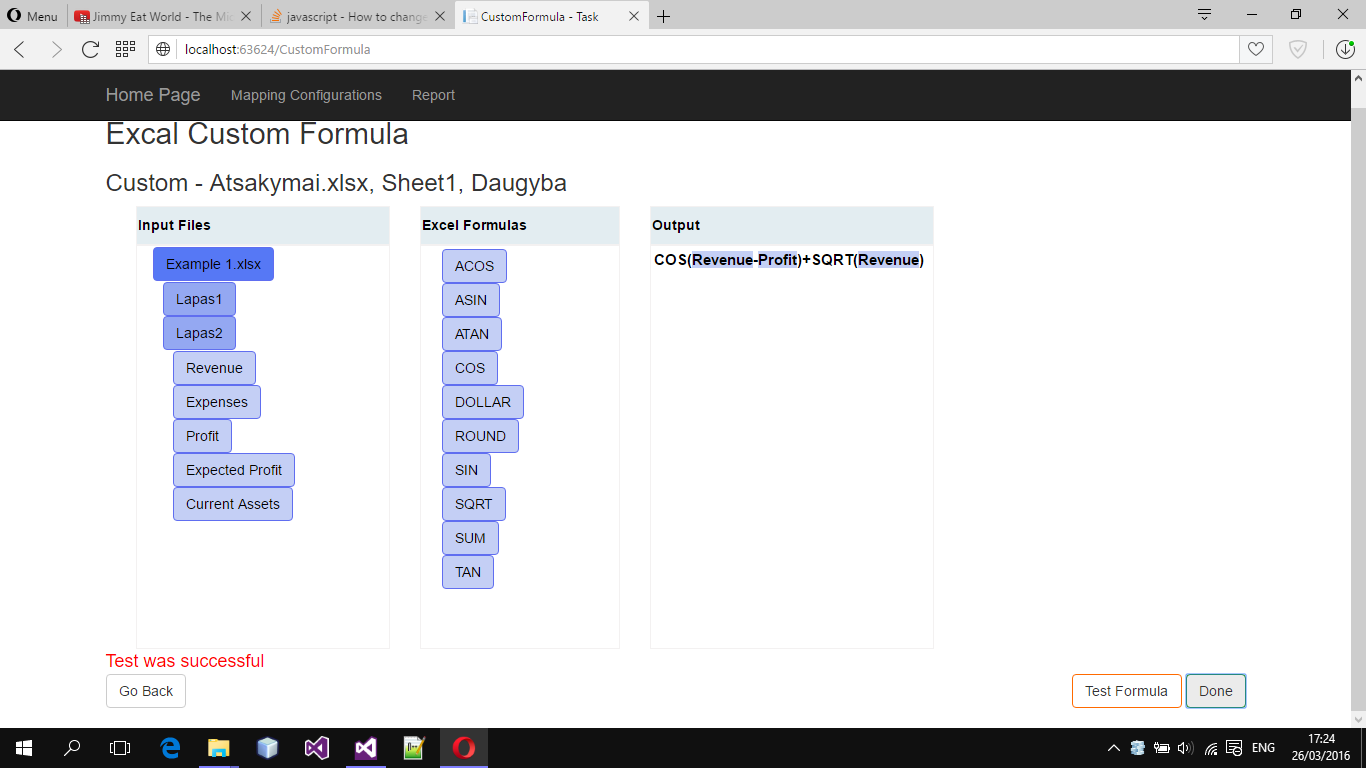 Menu
Jimmy Eat World - The Mi
javascript - How to change
CustomFormula - Task
localhost:63624/CustomFormula
Home Page Mapping Configurations Report
Excal Custom Formula
Custom - Atsakymai.xlsx, Sheet1, Daugyba
Input Files
Example 1.xlsx
Lapas1
Lapas2
Revenue
Expenses
Profit
Expected Profit
Current Assets
Excel Formulas
ACOS
ASIN
ATAN
COS
DOLLAR
ROUND
SIN
SQRT
SUM
TAN
Output
COS(Revenue-Profit)+SQRT(Revenue)
Test was successful
Go Back
Test Formula
Done
ENG
17:24
26/03/2016